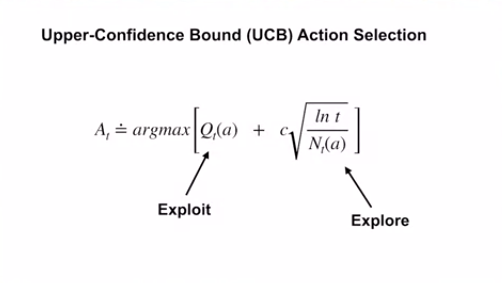 Upper-Confidence Bound (UCB) Action Selection
Aₜ ≐ argmax[Qₜ(a) + c√(ln t / Nₜ(a))]
Exploit
Explore